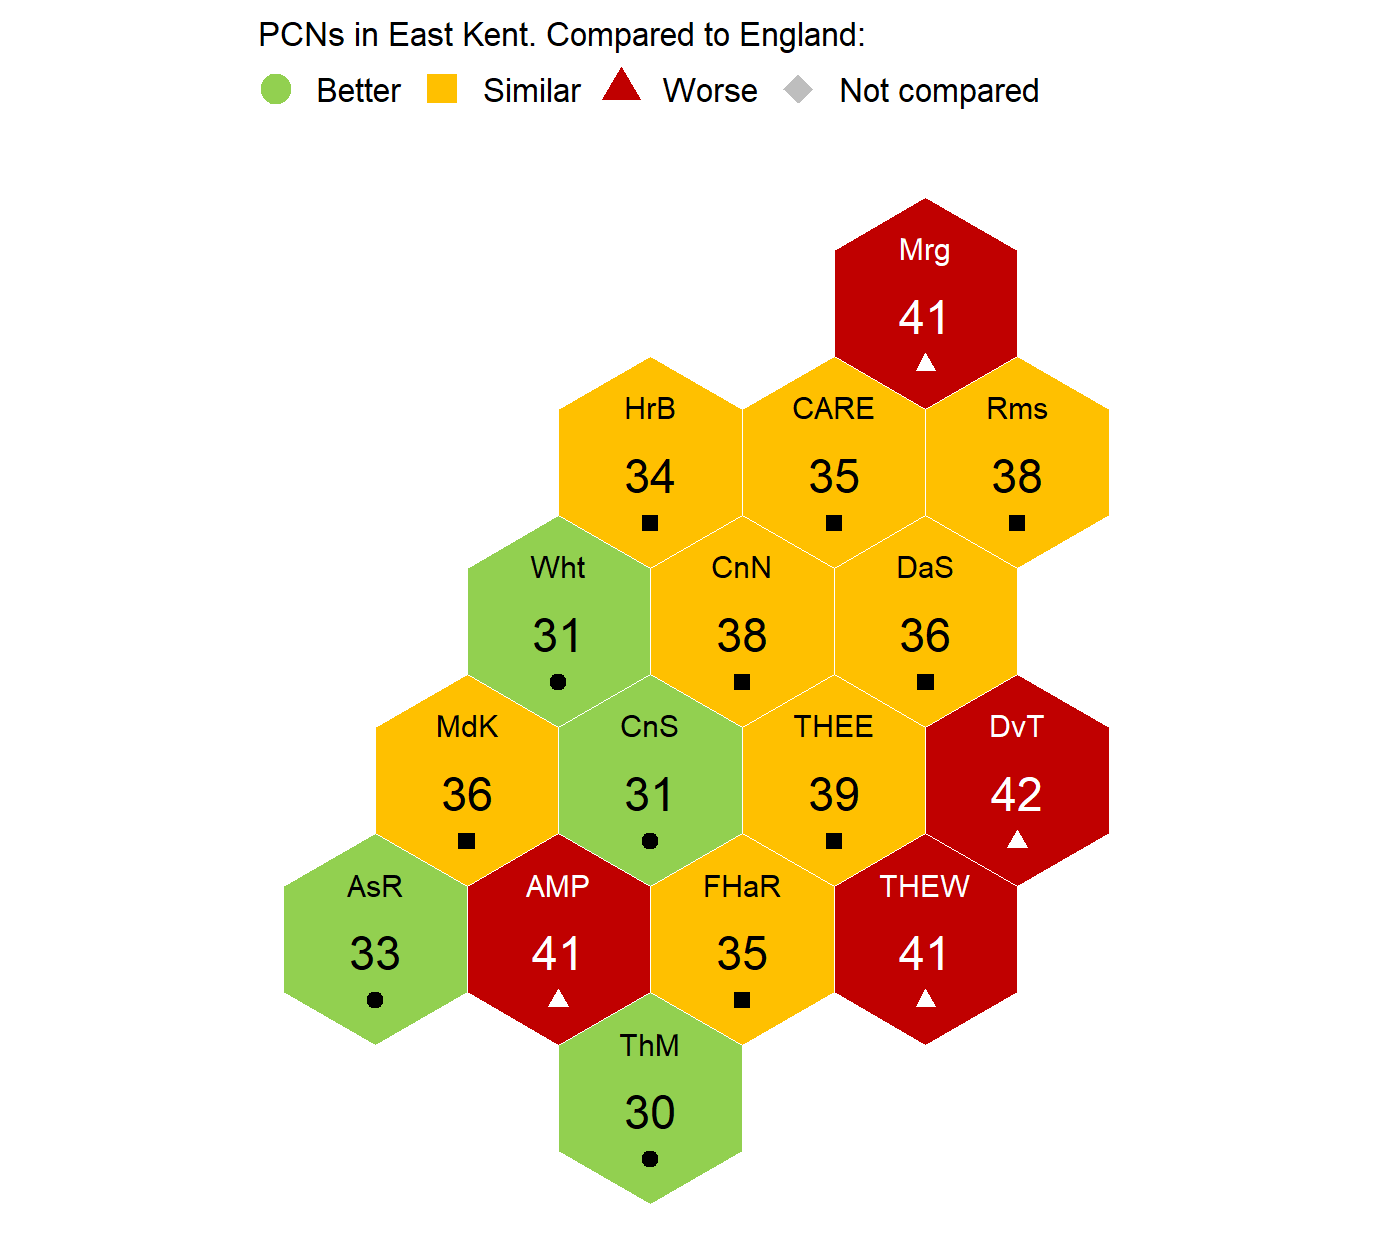 PCNs in East Kent. Compared to England:
Better Similar Worse Not compared
Mrg
41
HrB CARE Rms
34 35 38
Wht CnN DaS
31 38 36
MdK CnS THEE DvT
36 31 39 42
AsR AMP FHaR THEW
33 41 35 41
ThM
30